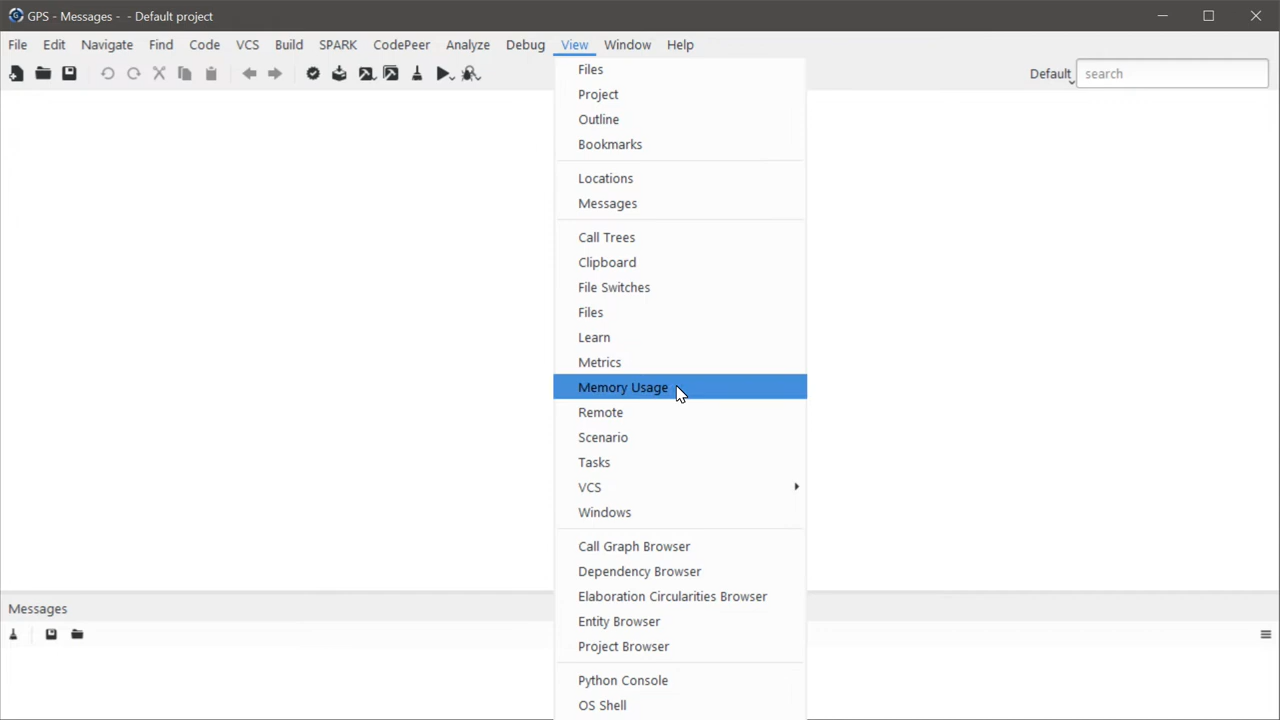 GPS - Messages -  - Default project
File Edit Navigate Find Code VCS Build SPARK CodePeer Analyze Debug View Window Help
Default search
Files
Project
Outline
Bookmarks
Locations
Messages
Call Trees
Clipboard
File Switches
Files
Learn
Metrics
Memory Usage
Remote
Scenario
Tasks
VCS
Windows
Call Graph Browser
Dependency Browser
Elaboration Circularities Browser
Entity Browser
Project Browser
Python Console
OS Shell
Messages